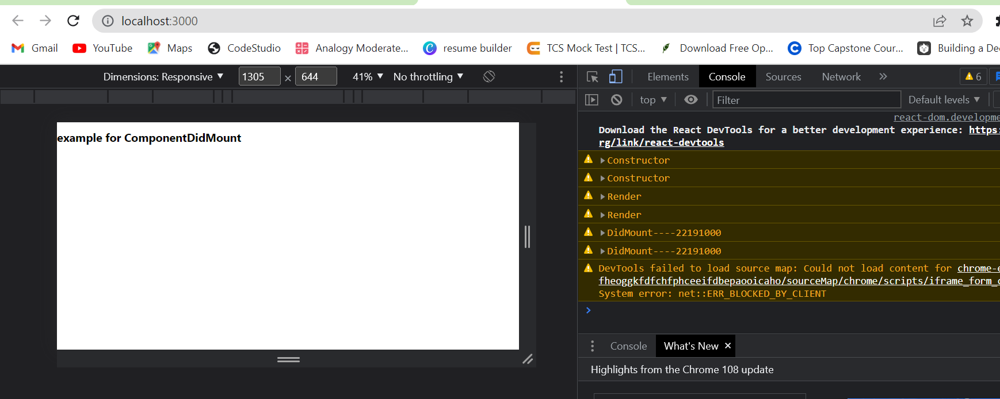 localhost:3000
Gmail YouTube Maps CodeStudio Analogy Moderate... resume builder TCS Mock Test | TCS... Download Free Op... Top Capstone Cour... Building a De
Dimensions: Responsive ▼ 1305 × 644 41% ▼ No throttling ▼
Elements Console Sources Network » 6
top ▼ Filter Default levels ▼
example for ComponentDidMount
react-dom.developme
Download the React DevTools for a better development experience: https:
rg/link/react-devtools
Constructor
Constructor
Render
Render
DidMount----22191000
DidMount----22191000
DevTools failed to load source map: Could not load content for chrome-e
fheoggkfdfchfphceeifdbepaooicaho/sourceMap/chrome/scripts/iframe_form_c
System error: net::ERR_BLOCKED_BY_CLIENT
Console What's New ×
Highlights from the Chrome 108 update